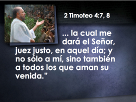 2 Timoteo 4:7, 8
... la cual me
dará el Señor,
juez justo, en aquel día; y
no sólo a mí, sino también
a todos los que aman su
venida."